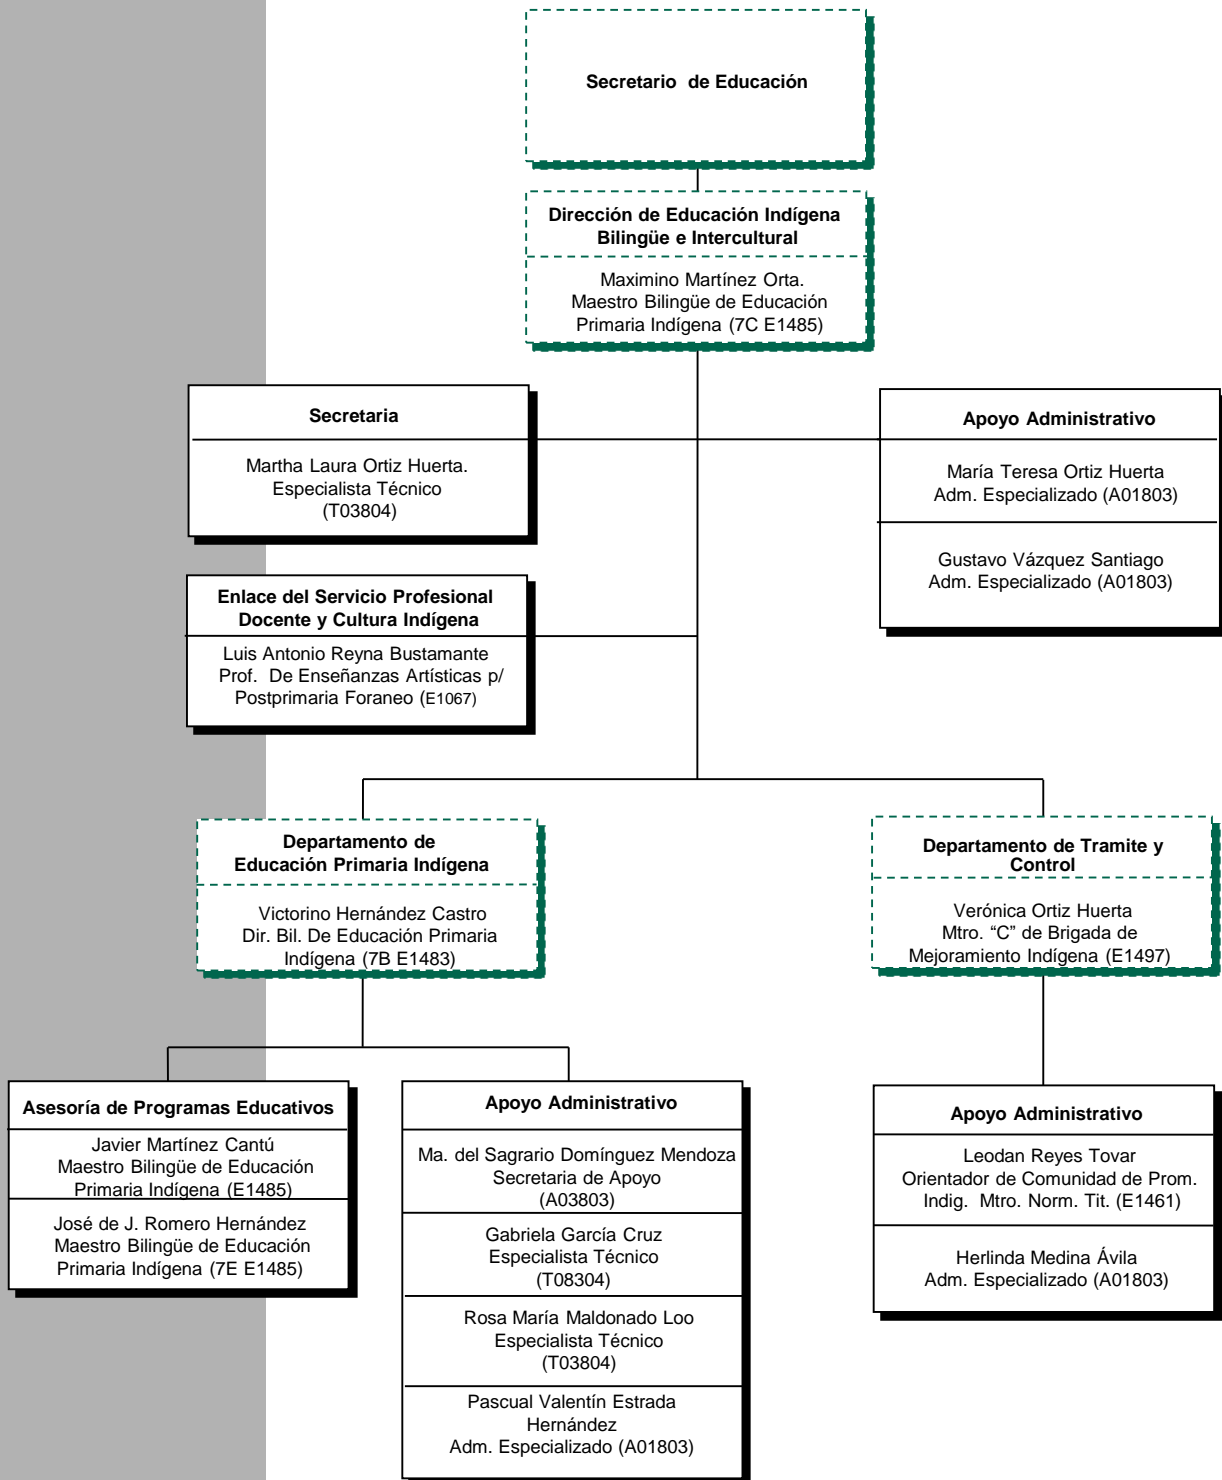 Secretario de Educación
Dirección de Educación Indígena
Bilingüe e Intercultural
Maximino Martínez Orta.
Maestro Bilingüe de Educación
Primaria Indígena (7C E1485)
Secretaria
Martha Laura Ortiz Huerta.
Especialista Técnico
(T03804)
Apoyo Administrativo
María Teresa Ortiz Huerta
Adm. Especializado (A01803)
Gustavo Vázquez Santiago
Adm. Especializado (A01803)
Enlace del Servicio Profesional
Docente y Cultura Indígena
Luis Antonio Reyna Bustamante
Prof. De Enseñanzas Artísticas p/
Postprimaria Foraneo (E1067)
Departamento de
Educación Primaria Indígena
Victorino Hernández Castro
Dir. Bil. De Educación Primaria
Indígena (7B E1483)
Departamento de Tramite y
Control
Verónica Ortiz Huerta
Mtro. “C” de Brigada de
Mejoramiento Indígena (E1497)
Asesoría de Programas Educativos
Javier Martínez Cantú
Maestro Bilingüe de Educación
Primaria Indígena (E1485)
José de J. Romero Hernández
Maestro Bilingüe de Educación
Primaria Indígena (7E E1485)
Apoyo Administrativo
Ma. del Sagrario Domínguez Mendoza
Secretaria de Apoyo
(A03803)
Gabriela García Cruz
Especialista Técnico
(T08304)
Rosa María Maldonado Loo
Especialista Técnico
(T03804)
Pascual Valentín Estrada
Hernández
Adm. Especializado (A01803)
Apoyo Administrativo
Leodan Reyes Tovar
Orientador de Comunidad de Prom.
Indig. Mtro. Norm. Tit. (E1461)
Herlinda Medina Ávila
Adm. Especializado (A01803)